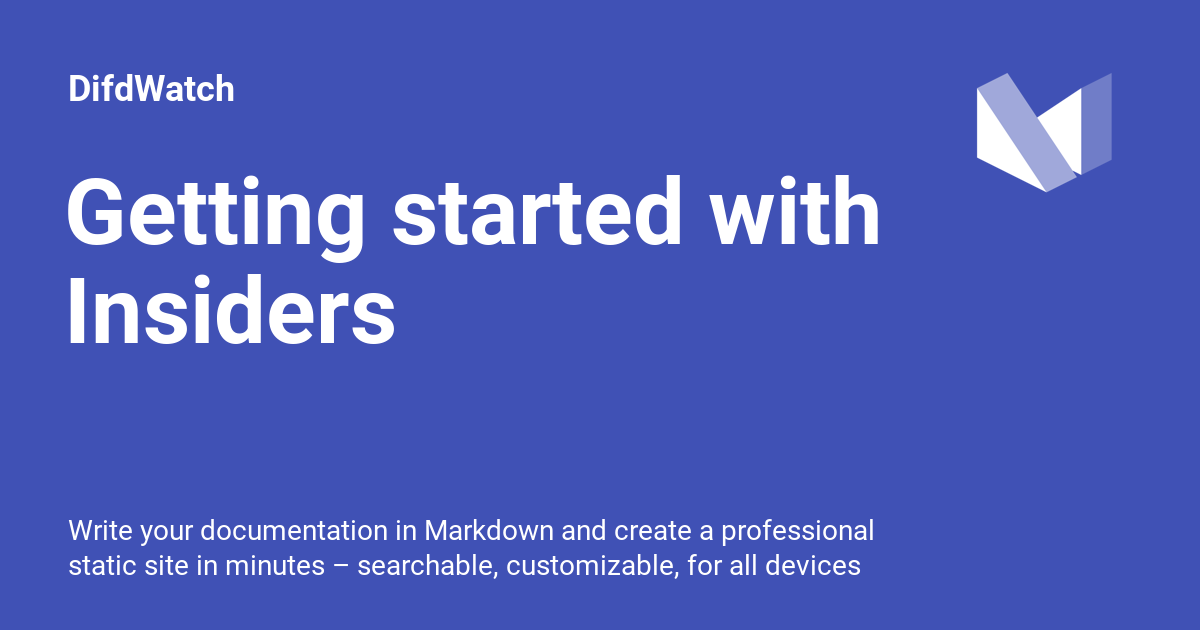 DifdWatch
Getting started with
Insiders
Write your documentation in Markdown and create a professional
static site in minutes – searchable, customizable, for all devices